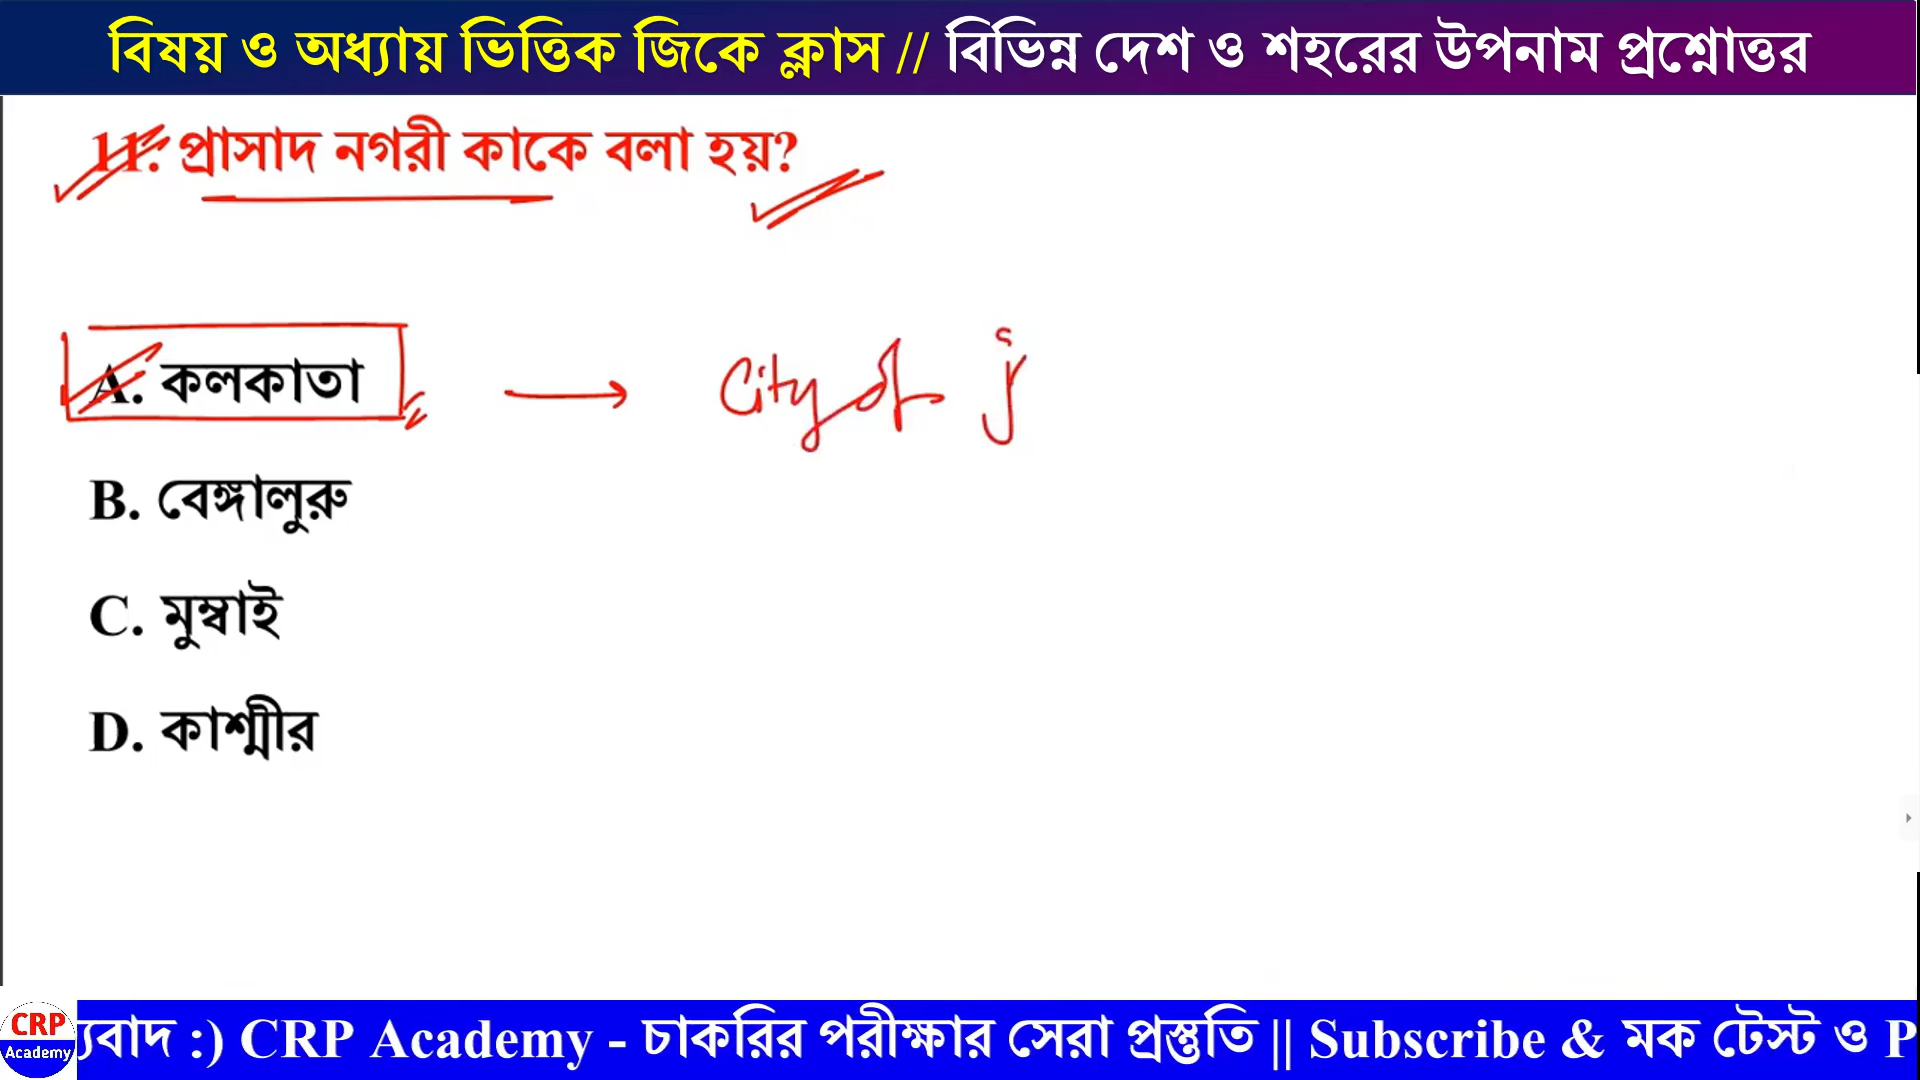 বিষয় ও অধ্যায় ভিত্তিক জিকে ক্লাস // বিভিন্ন দেশ ও শহরের উপনাম প্রশ্নোত্তর
11. প্রাসাদ নগরী কাকে বলা হয়?
A. কলকাতা → City of j
B. বেঙ্গালুরু
C. মুম্বাই
D. কাশ্মীর
CRP Academy
্যবাদ :) CRP Academy - চাকরির পরীক্ষার সেরা প্রস্তুতি || Subscribe & মক টেস্ট ও P